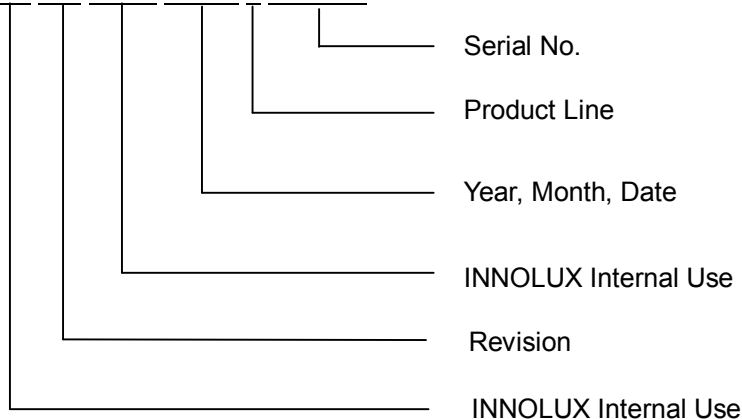 Serial No.
Product Line
Year, Month, Date
INNOLUX Internal Use
Revision
INNOLUX Internal Use